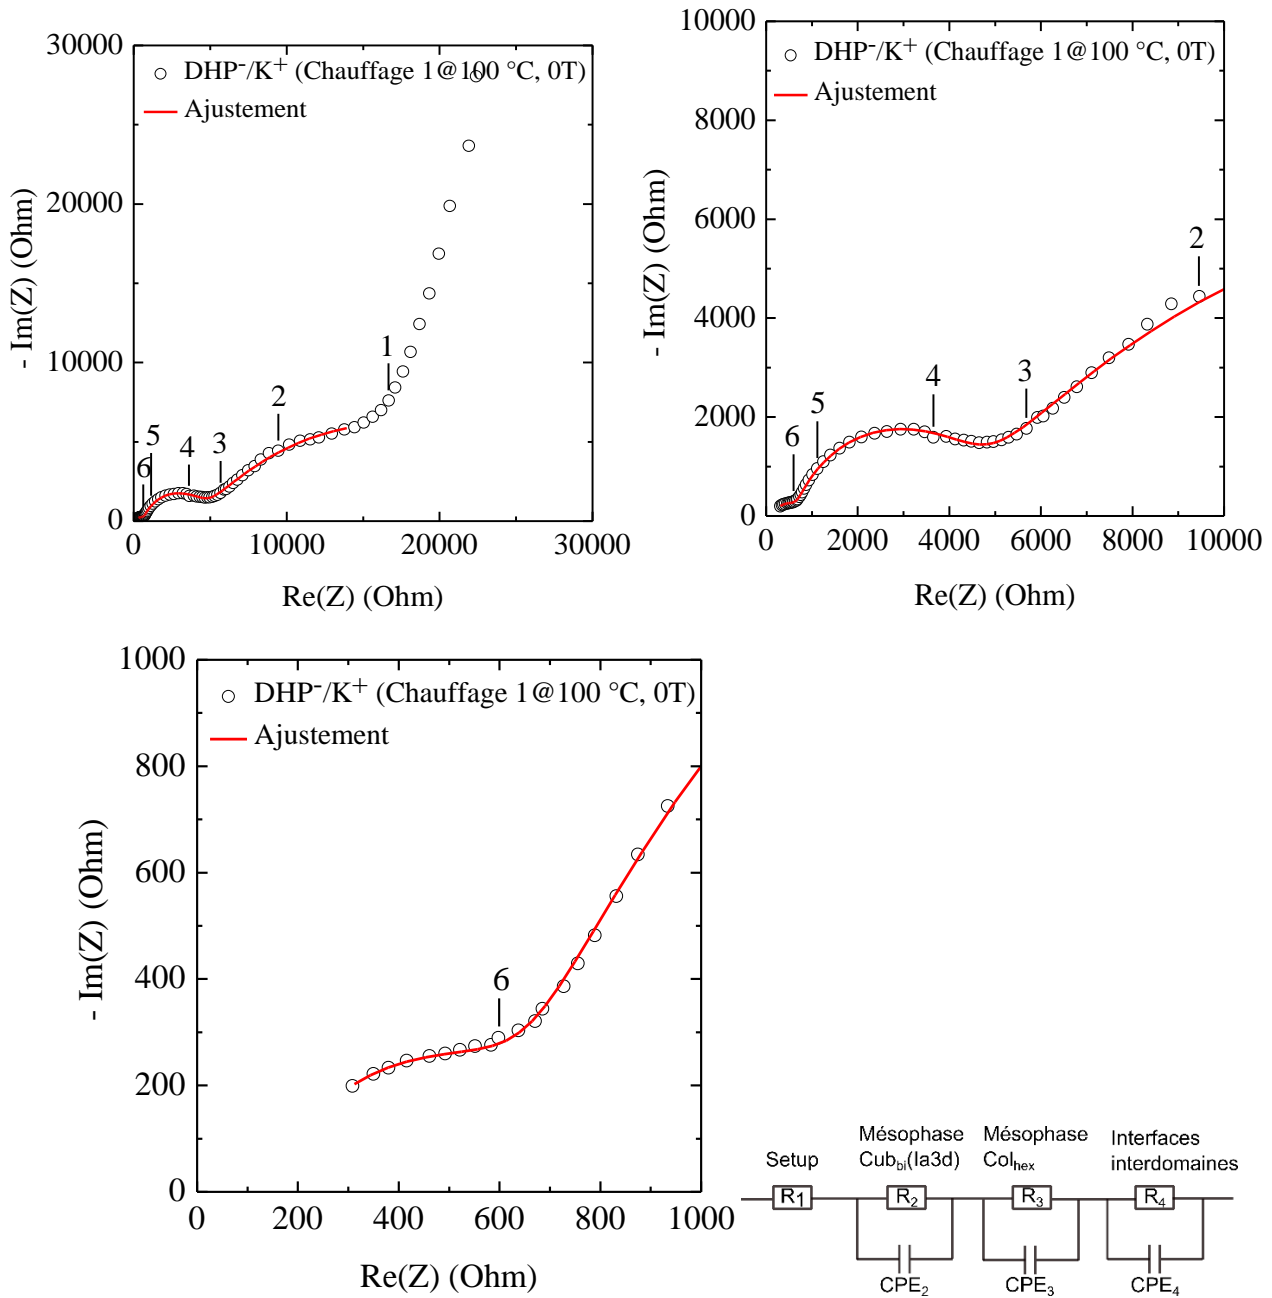 30000
20000
10000
0
- Im(Z) (Ohm)
DHP⁻/K⁺ (Chauffage 1@100 °C, 0T)
Ajustement
1
2
3
4
5
6
0 10000 20000 30000
Re(Z) (Ohm)
10000
8000
6000
4000
2000
0
- Im(Z) (Ohm)
DHP⁻/K⁺ (Chauffage 1@100 °C, 0T)
Ajustement
2
3
4
5
6
0 2000 4000 6000 8000 10000
Re(Z) (Ohm)
1000
800
600
400
200
0
- Im(Z) (Ohm)
DHP⁻/K⁺ (Chauffage 1@100 °C, 0T)
Ajustement
6
0 200 400 600 800 1000
Re(Z) (Ohm)
Setup
Mésophase
Cub_bi(Ia3d)
Mésophase
Col_hex
Interfaces
interdomaines
R₁ R₂ R₃ R₄
CPE₂ CPE₃ CPE₄